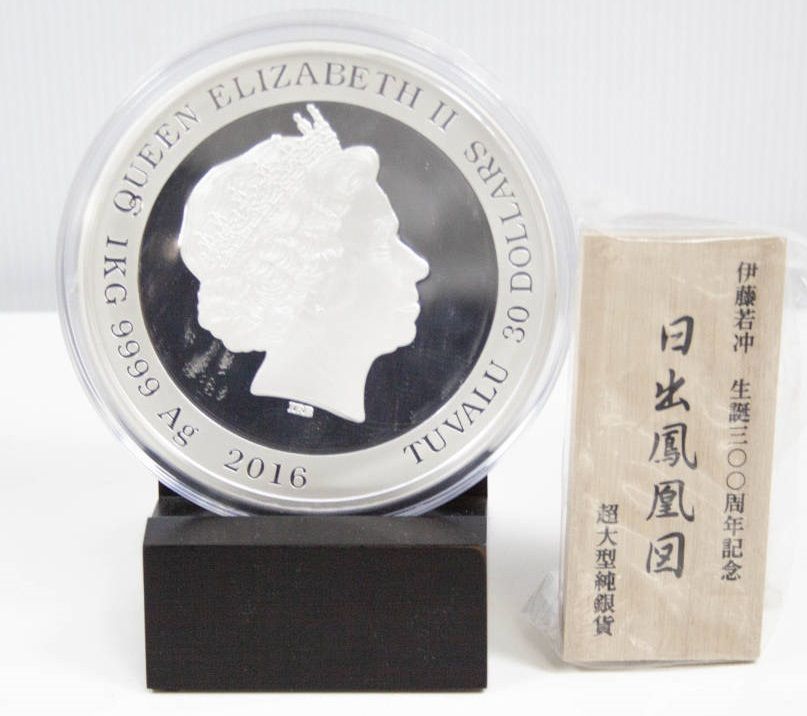 QUEEN ELIZABETH II
TUVALU 30 DOLLARS
1KG 9999 Ag 2016
伊藤若冲 生誕三〇〇周年記念
日出鳳凰図
超大型純銀貨